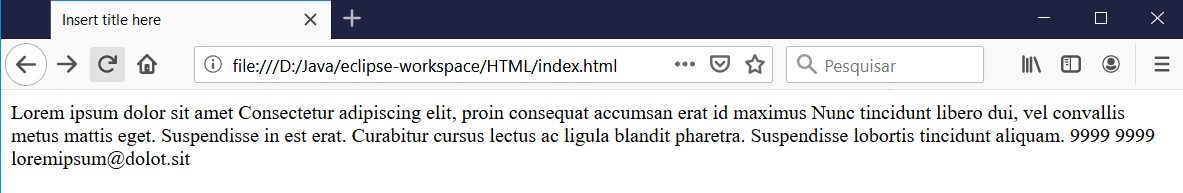 Insert title here
file:///D:/Java/eclipse-workspace/HTML/index.html
Pesquisar
Lorem ipsum dolor sit amet Consectetur adipiscing elit, proin consequat accumsan erat id maximus Nunc tincidunt libero dui, vel convallis
metus mattis eget. Suspendisse in est erat. Curabitur cursus lectus ac ligula blandit pharetra. Suspendisse lobortis tincidunt aliquam. 9999 9999
loremipsum@dolot.sit